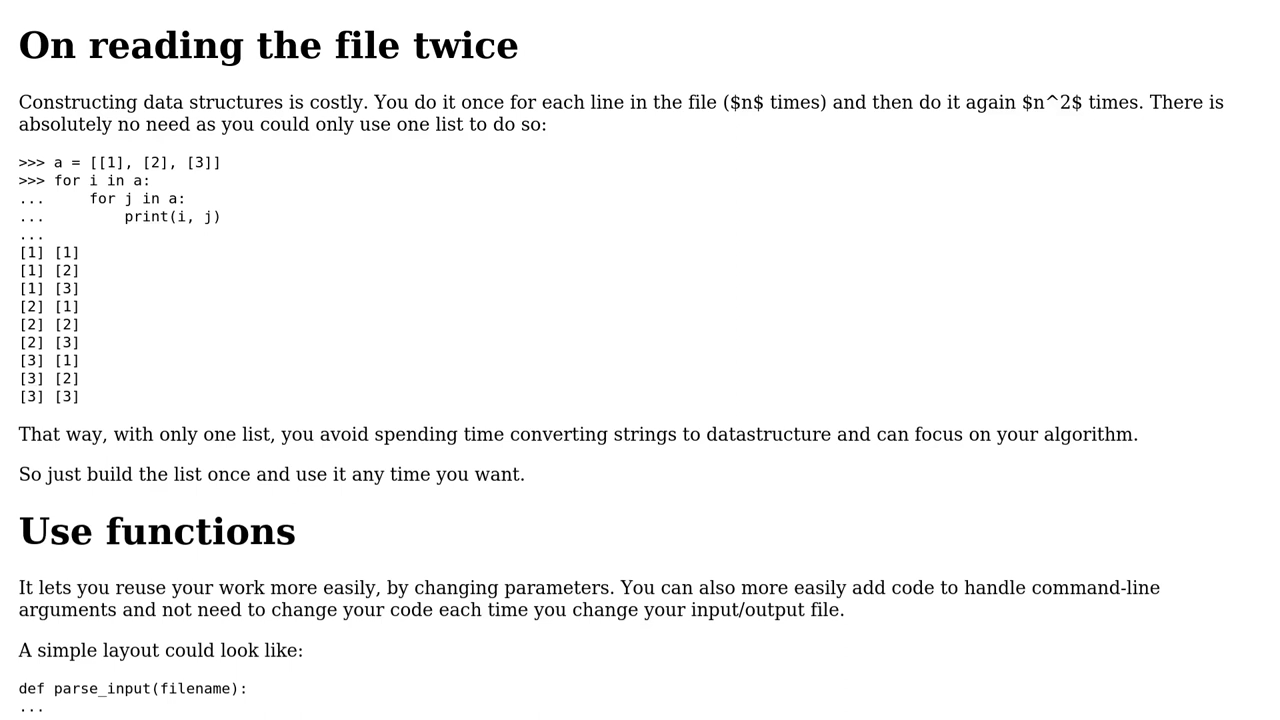 On reading the file twice
Constructing data structures is costly. You do it once for each line in the file ($n$ times) and then do it again $n^2$ times. There is
absolutely no need as you could only use one list to do so:
>>> a = [[1], [2], [3]]
>>> for i in a:
...     for j in a:
...         print(i, j)
...
[1] [1]
[1] [2]
[1] [3]
[2] [1]
[2] [2]
[2] [3]
[3] [1]
[3] [2]
[3] [3]
That way, with only one list, you avoid spending time converting strings to datastructure and can focus on your algorithm.
So just build the list once and use it any time you want.
Use functions
It lets you reuse your work more easily, by changing parameters. You can also more easily add code to handle command-line
arguments and not need to change your code each time you change your input/output file.
A simple layout could look like:
def parse_input(filename):
...